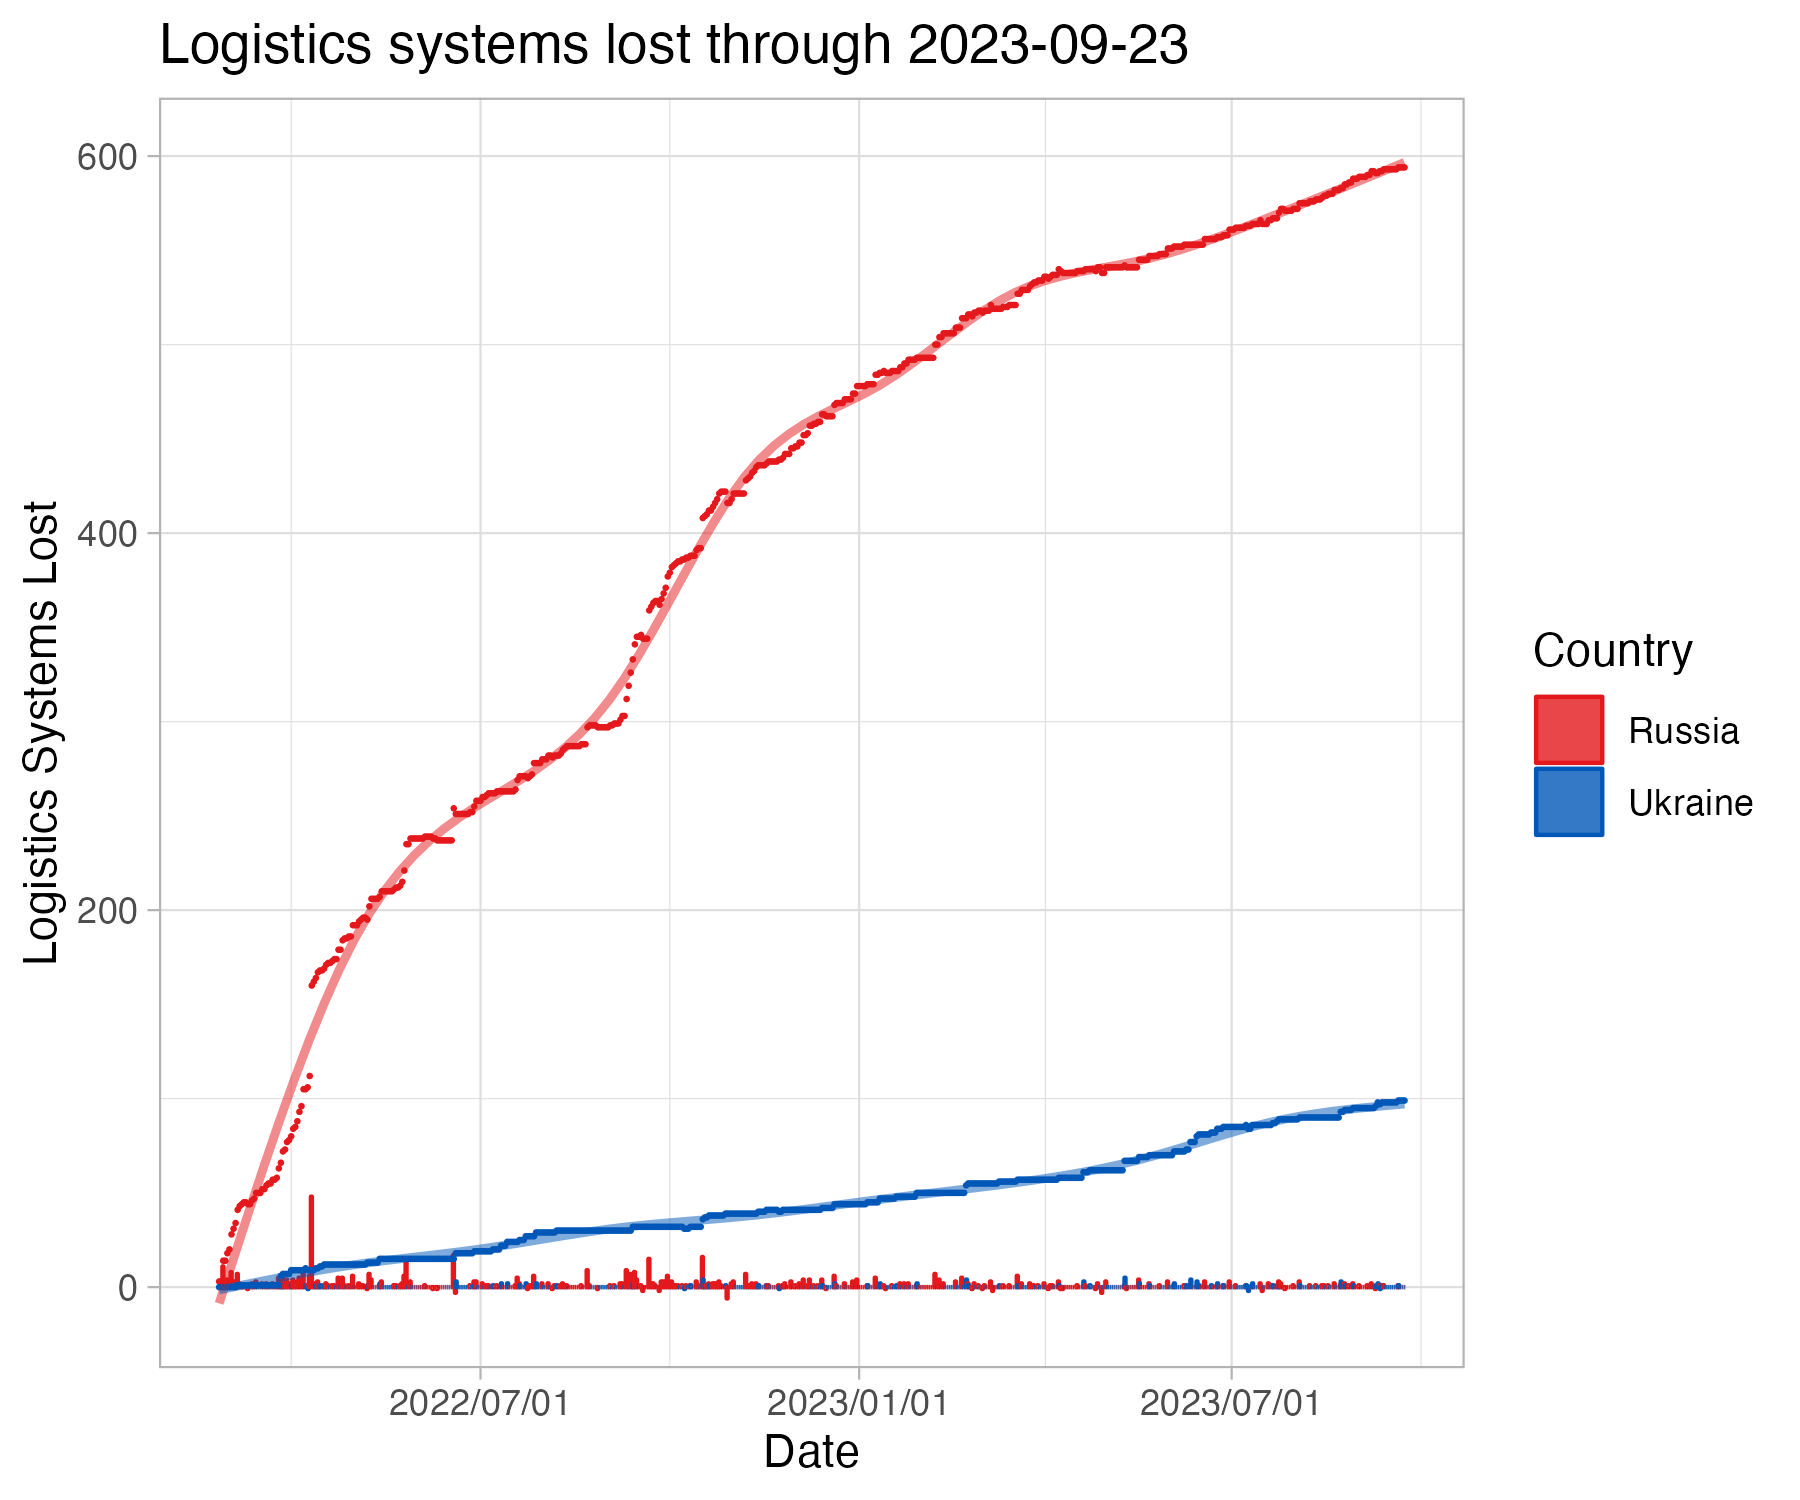 Logistics systems lost through 2023-09-23
Logistics Systems Lost
600
400
200
0
2022/07/01
2023/01/01
2023/07/01
Date
Country
Russia
Ukraine